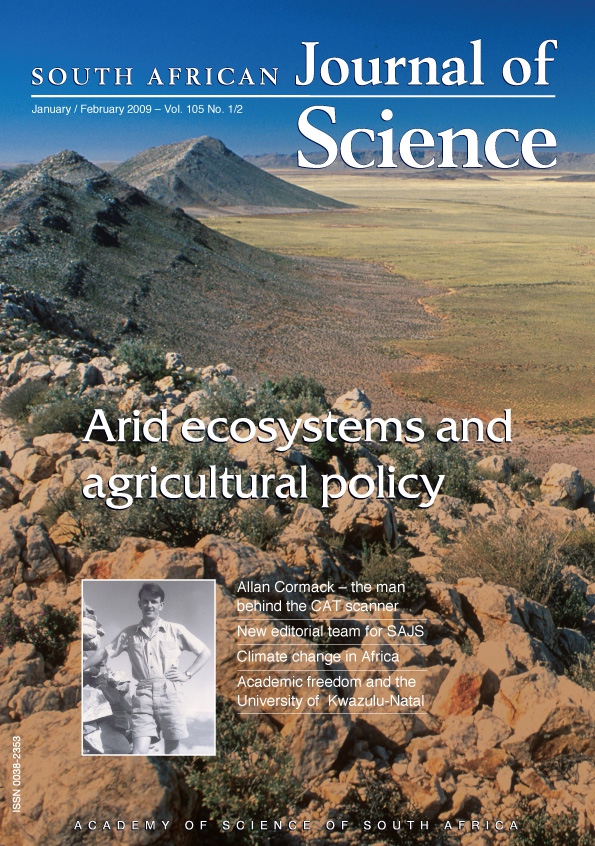 SOUTH AFRICAN Journal of
Science
January / February 2009 – Vol. 105 No. 1/2
Arid ecosystems and
agricultural policy
Allan Cormack – the man
behind the CAT scanner
New editorial team for SAJS
Climate change in Africa
Academic freedom and the
University of Kwazulu-Natal
ISSN 0038-2353
ACADEMY OF SCIENCE OF SOUTH AFRICA